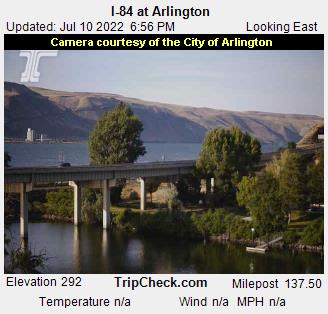 I-84 at Arlington
Updated: Jul 10 2022 6:56 PM Looking East
Camera courtesy of the City of Arlington
Elevation 292 TripCheck.com Milepost 137.50
Temperature n/a Wind n/a MPH n/a